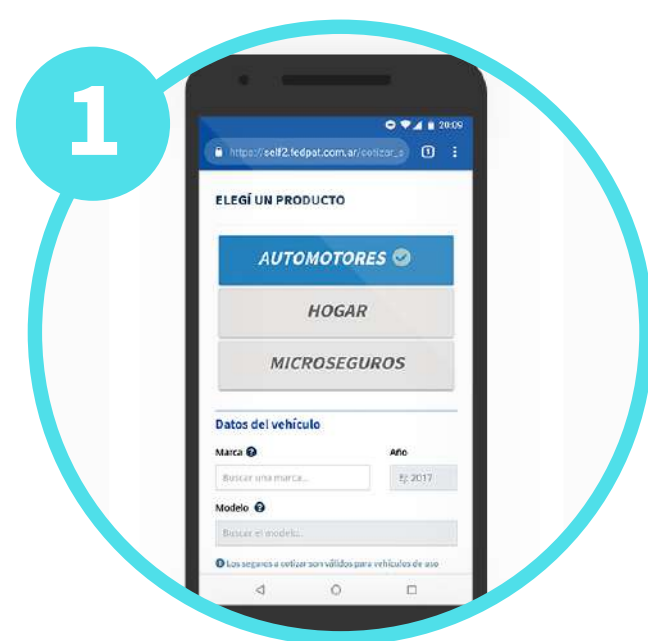 1
20:09
https://self2.fedpat.com.ar/cotizar_s
1
ELEGÍ UN PRODUCTO
AUTOMOTORES
HOGAR
MICROSEGUROS
Datos del vehículo
Marca ?
Año
Buscar una marca...
Ej: 2017
Modelo ?
Buscar el modelo...
Los seguros a cotizar son válidos para vehículos de uso